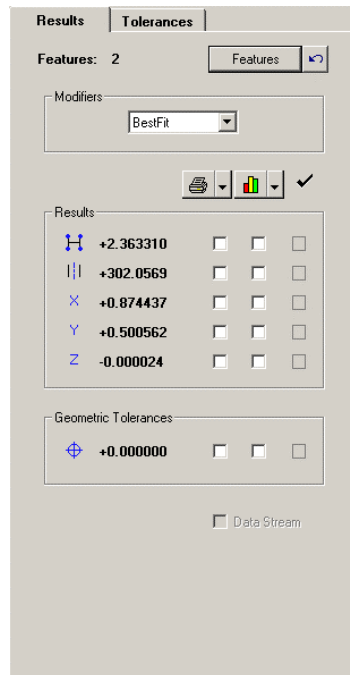 Results Tolerances
Features: 2 Features
Modifiers
BestFit
Results
+2.363310
+302.0569
X +0.874437
Y +0.500562
Z -0.000024
Geometric Tolerances
+0.000000
Data Stream